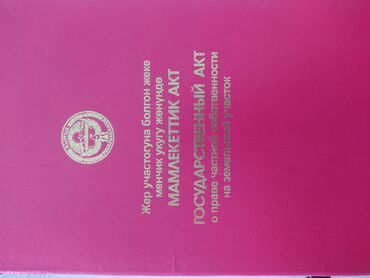 Жер участогуна болгон жеке
менчик укугу жөнүндө
МАМЛЕКЕТТИК АКТ
ГОСУДАРСТВЕННЫЙ АКТ
о праве частной собственности
на земельный участок